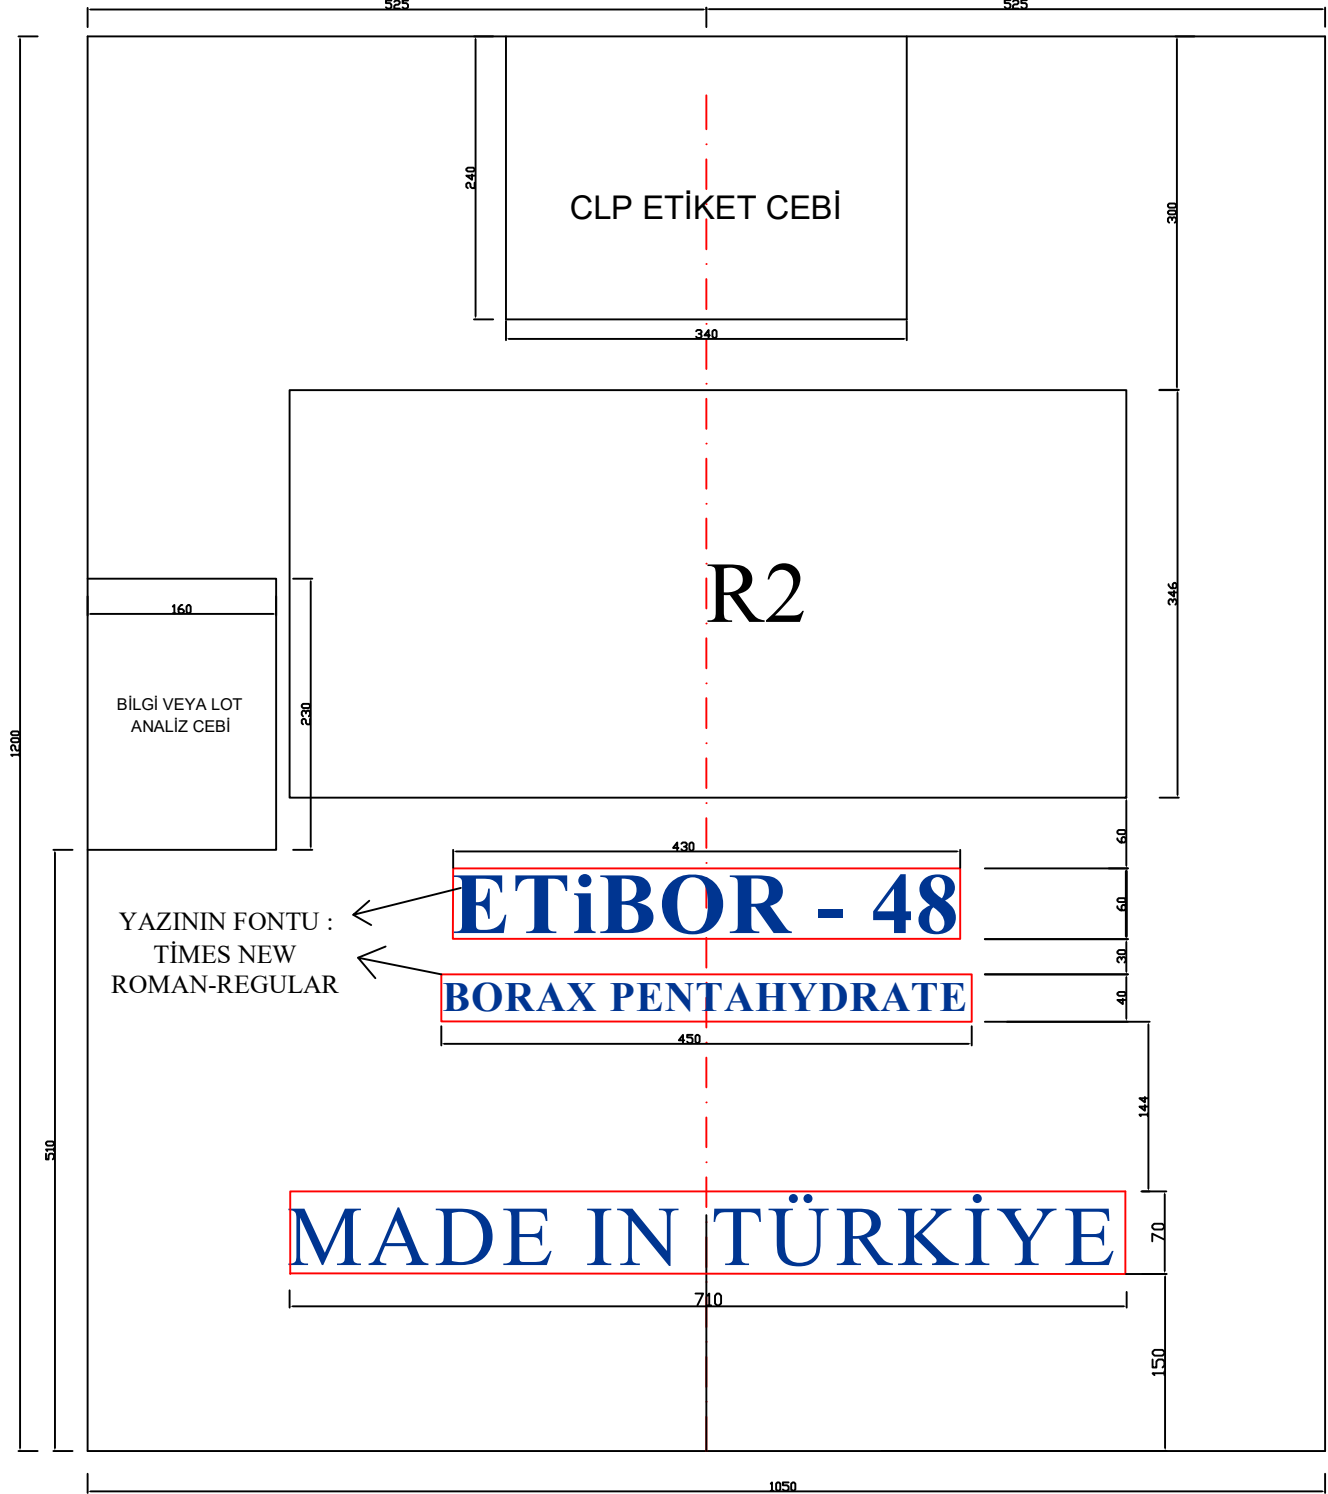 525
525
240
CLP ETİKET CEBİ
300
340
R2
346
160
BİLGİ VEYA LOT
ANALİZ CEBİ
230
1200
60
430
ETiBOR - 48
60
YAZININ FONTU :
TİMES NEW
ROMAN-REGULAR
30
BORAX PENTAHYDRATE
40
450
144
510
MADE IN TÜRKİYE
70
710
150
1050